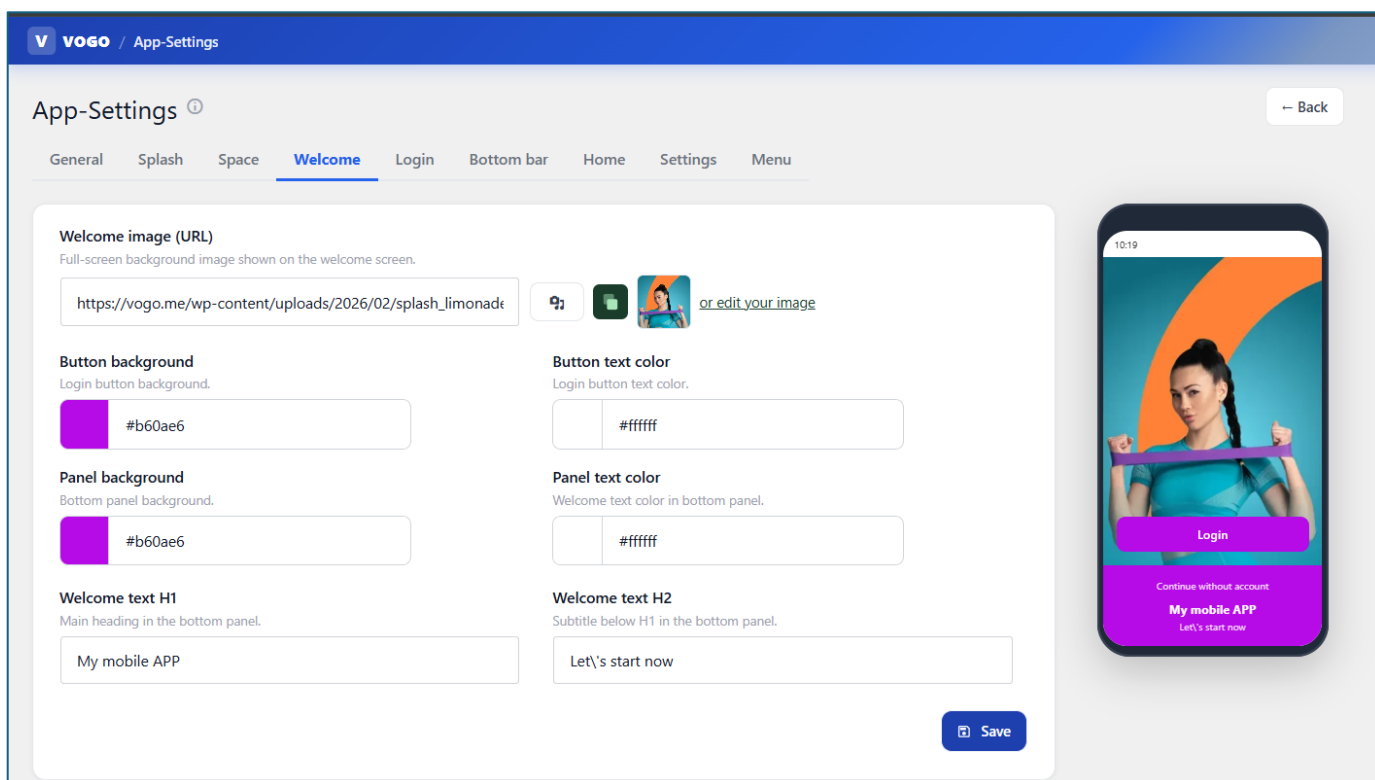 V VOGO / App-Settings
App-Settings
← Back
General Splash Space Welcome Login Bottom bar Home Settings Menu
Welcome image (URL)
Full-screen background image shown on the welcome screen.
https://vogo.me/wp-content/uploads/2026/02/splash_limonade
or edit your image
Button background
Login button background.
#b60ae6
Button text color
Login button text color.
#ffffff
Panel background
Bottom panel background.
#b60ae6
Panel text color
Welcome text color in bottom panel.
#ffffff
Welcome text H1
Main heading in the bottom panel.
My mobile APP
Welcome text H2
Subtitle below H1 in the bottom panel.
Let\'s start now
Save
10:19
Login
Continue without account
My mobile APP
Let\'s start now